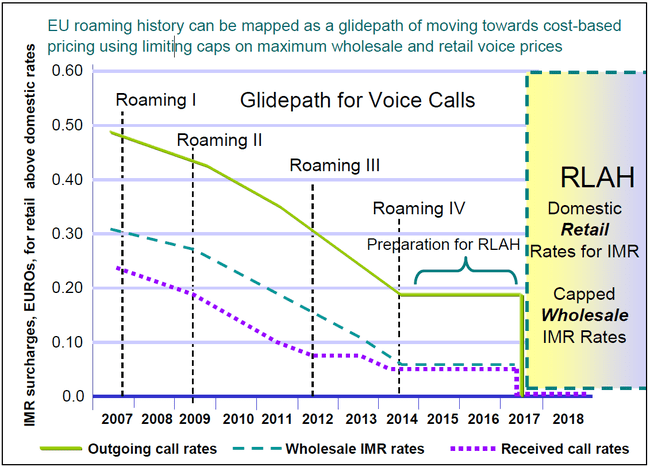 EU roaming history can be mapped as a glidepath of moving towards cost-based
pricing using limiting caps on maximum wholesale and retail voice prices
IMR surcharges, EUROs, for retail above domestic rates
0.60
0.50
0.40
0.30
0.20
0.10
0.0
Glidepath for Voice Calls
Roaming I
Roaming II
Roaming III
Roaming IV
Preparation for RLAH
RLAH
Domestic
Retail
Rates for IMR
Capped
Wholesale
IMR Rates
2007 2008 2009 2010 2011 2012 2013 2014 2015 2016 2017 2018
Outgoing call rates Wholesale IMR rates Received call rates